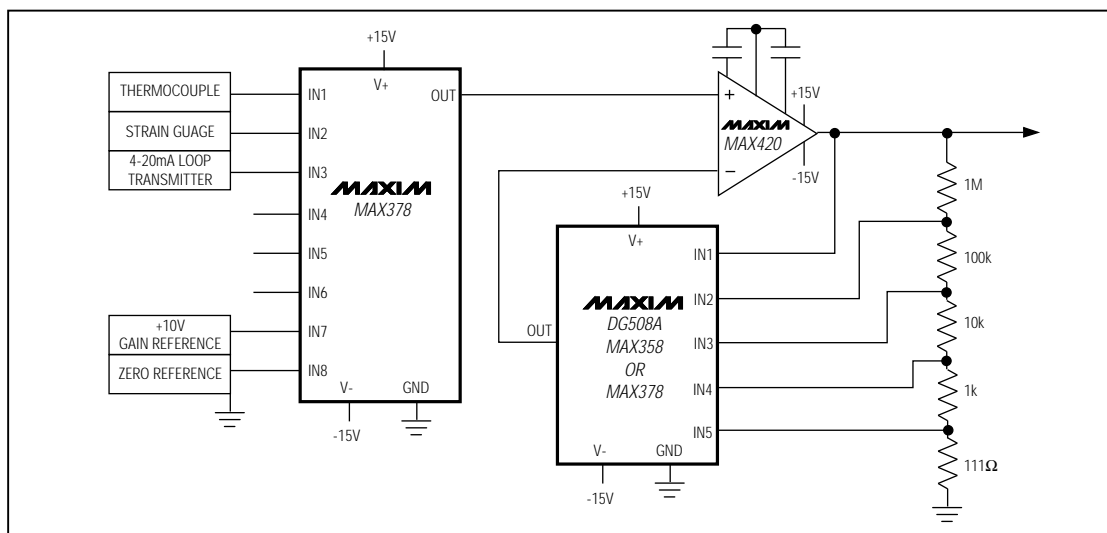 +15V
V+
THERMOCOUPLE
IN1
OUT
STRAIN GUAGE
IN2
4-20mA LOOP
TRANSMITTER
IN3
MAXIM
MAX378
IN4
IN5
IN6
+10V
GAIN REFERENCE
IN7
ZERO REFERENCE
IN8
V-
GND
-15V
+
+15V
MAXIM
MAX420
−
-15V
+15V
V+
IN1
MAXIM
IN2
DG508A
OUT
MAX358
IN3
OR
MAX378
IN4
IN5
V-
GND
-15V
1M
100k
10k
1k
111Ω